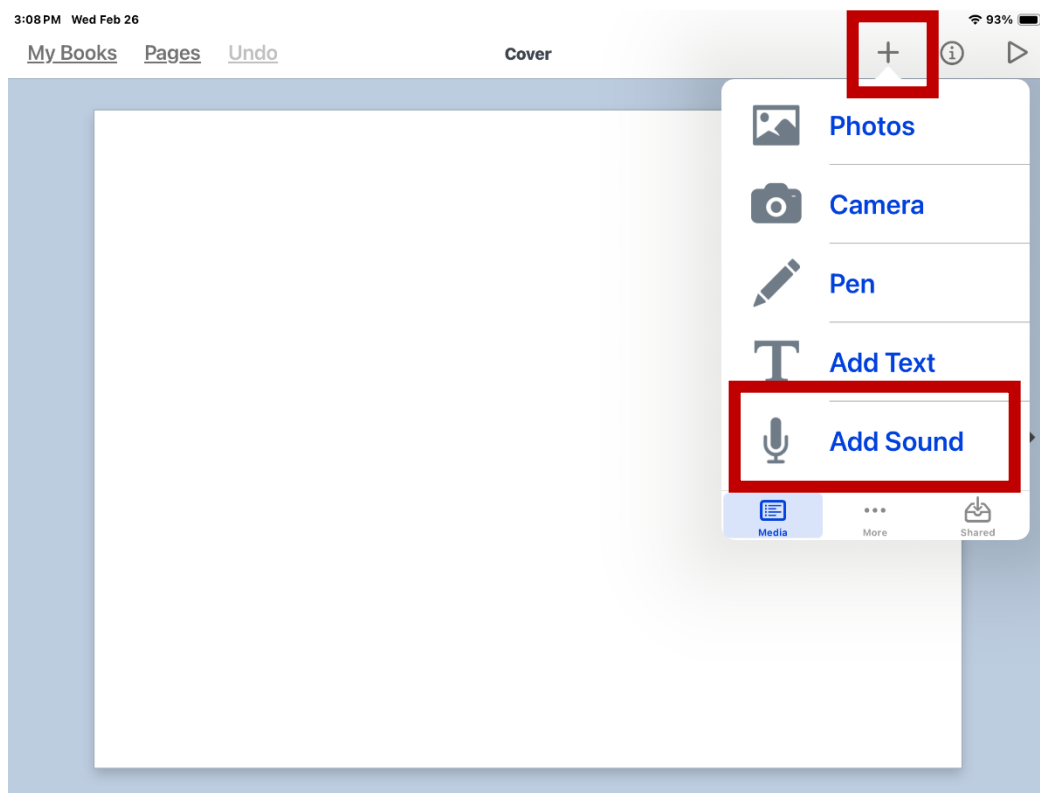 3:08 PM Wed Feb 26 93%
My Books Pages Undo Cover
Photos
Camera
Pen
Add Text
Add Sound
Media More Shared